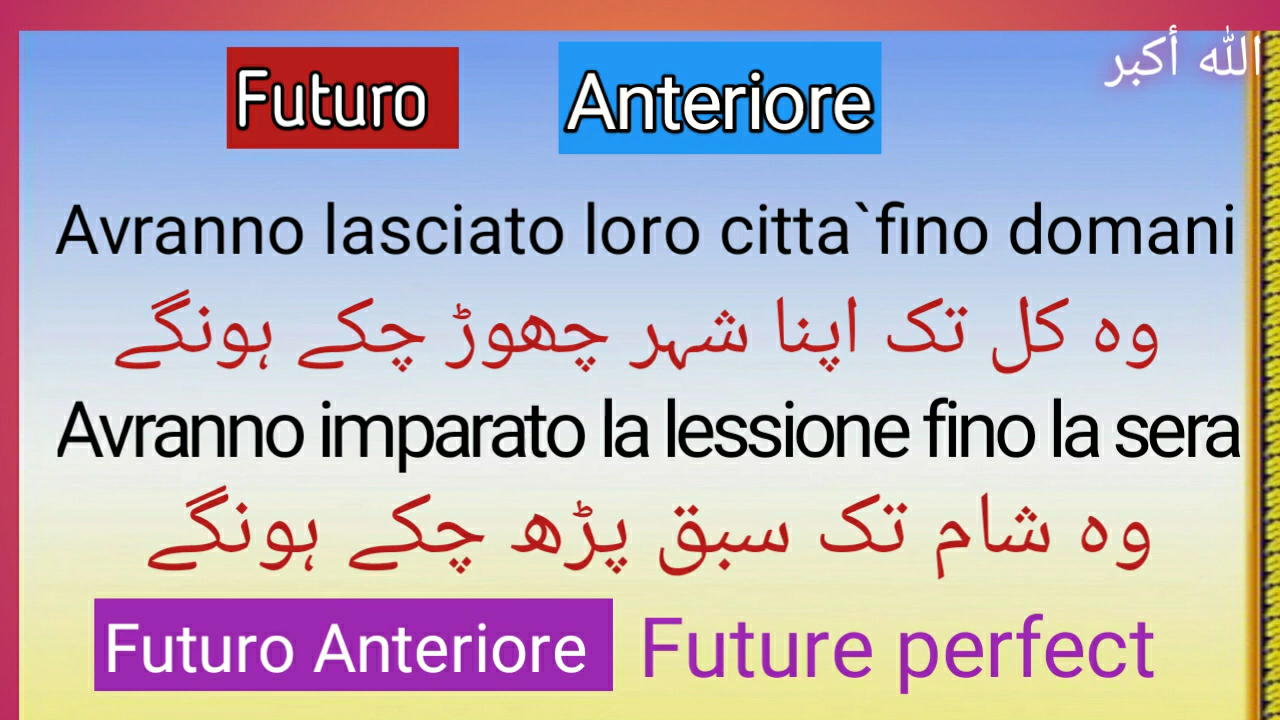 الله أكبر
Futuro Anteriore
Avranno lasciato loro citta`fino domani
وہ کل تک اپنا شہر چھوڑ چکے ہونگے
Avranno imparato la lessione fino la sera
وہ شام تک سبق پڑھ چکے ہونگے
Futuro Anteriore Future perfect